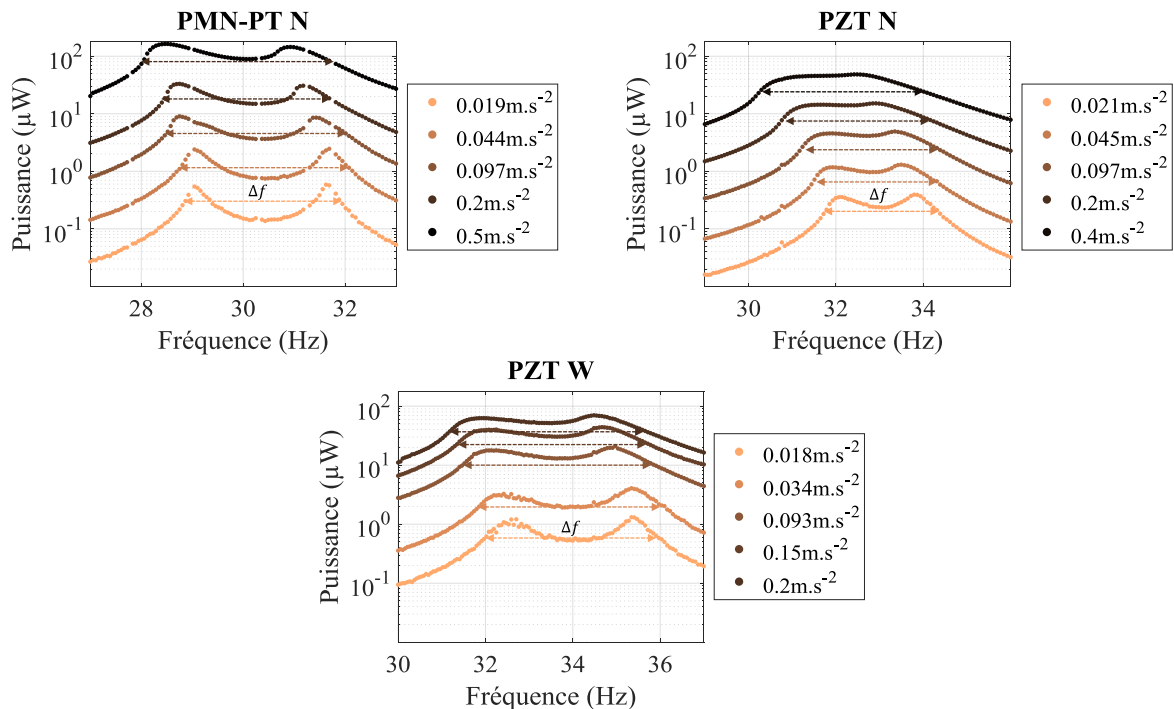 PMN-PT N
Puissance (µW)
10²
10¹
10⁰
10⁻¹
Δf
28
30
32
Fréquence (Hz)
0.019m.s⁻²
0.044m.s⁻²
0.097m.s⁻²
0.2m.s⁻²
0.5m.s⁻²
PZT N
Puissance (µW)
10²
10¹
10⁰
10⁻¹
Δf
30
32
34
Fréquence (Hz)
0.021m.s⁻²
0.045m.s⁻²
0.097m.s⁻²
0.2m.s⁻²
0.4m.s⁻²
PZT W
Puissance (µW)
10²
10¹
10⁰
10⁻¹
Δf
30
32
34
36
Fréquence (Hz)
0.018m.s⁻²
0.034m.s⁻²
0.093m.s⁻²
0.15m.s⁻²
0.2m.s⁻²